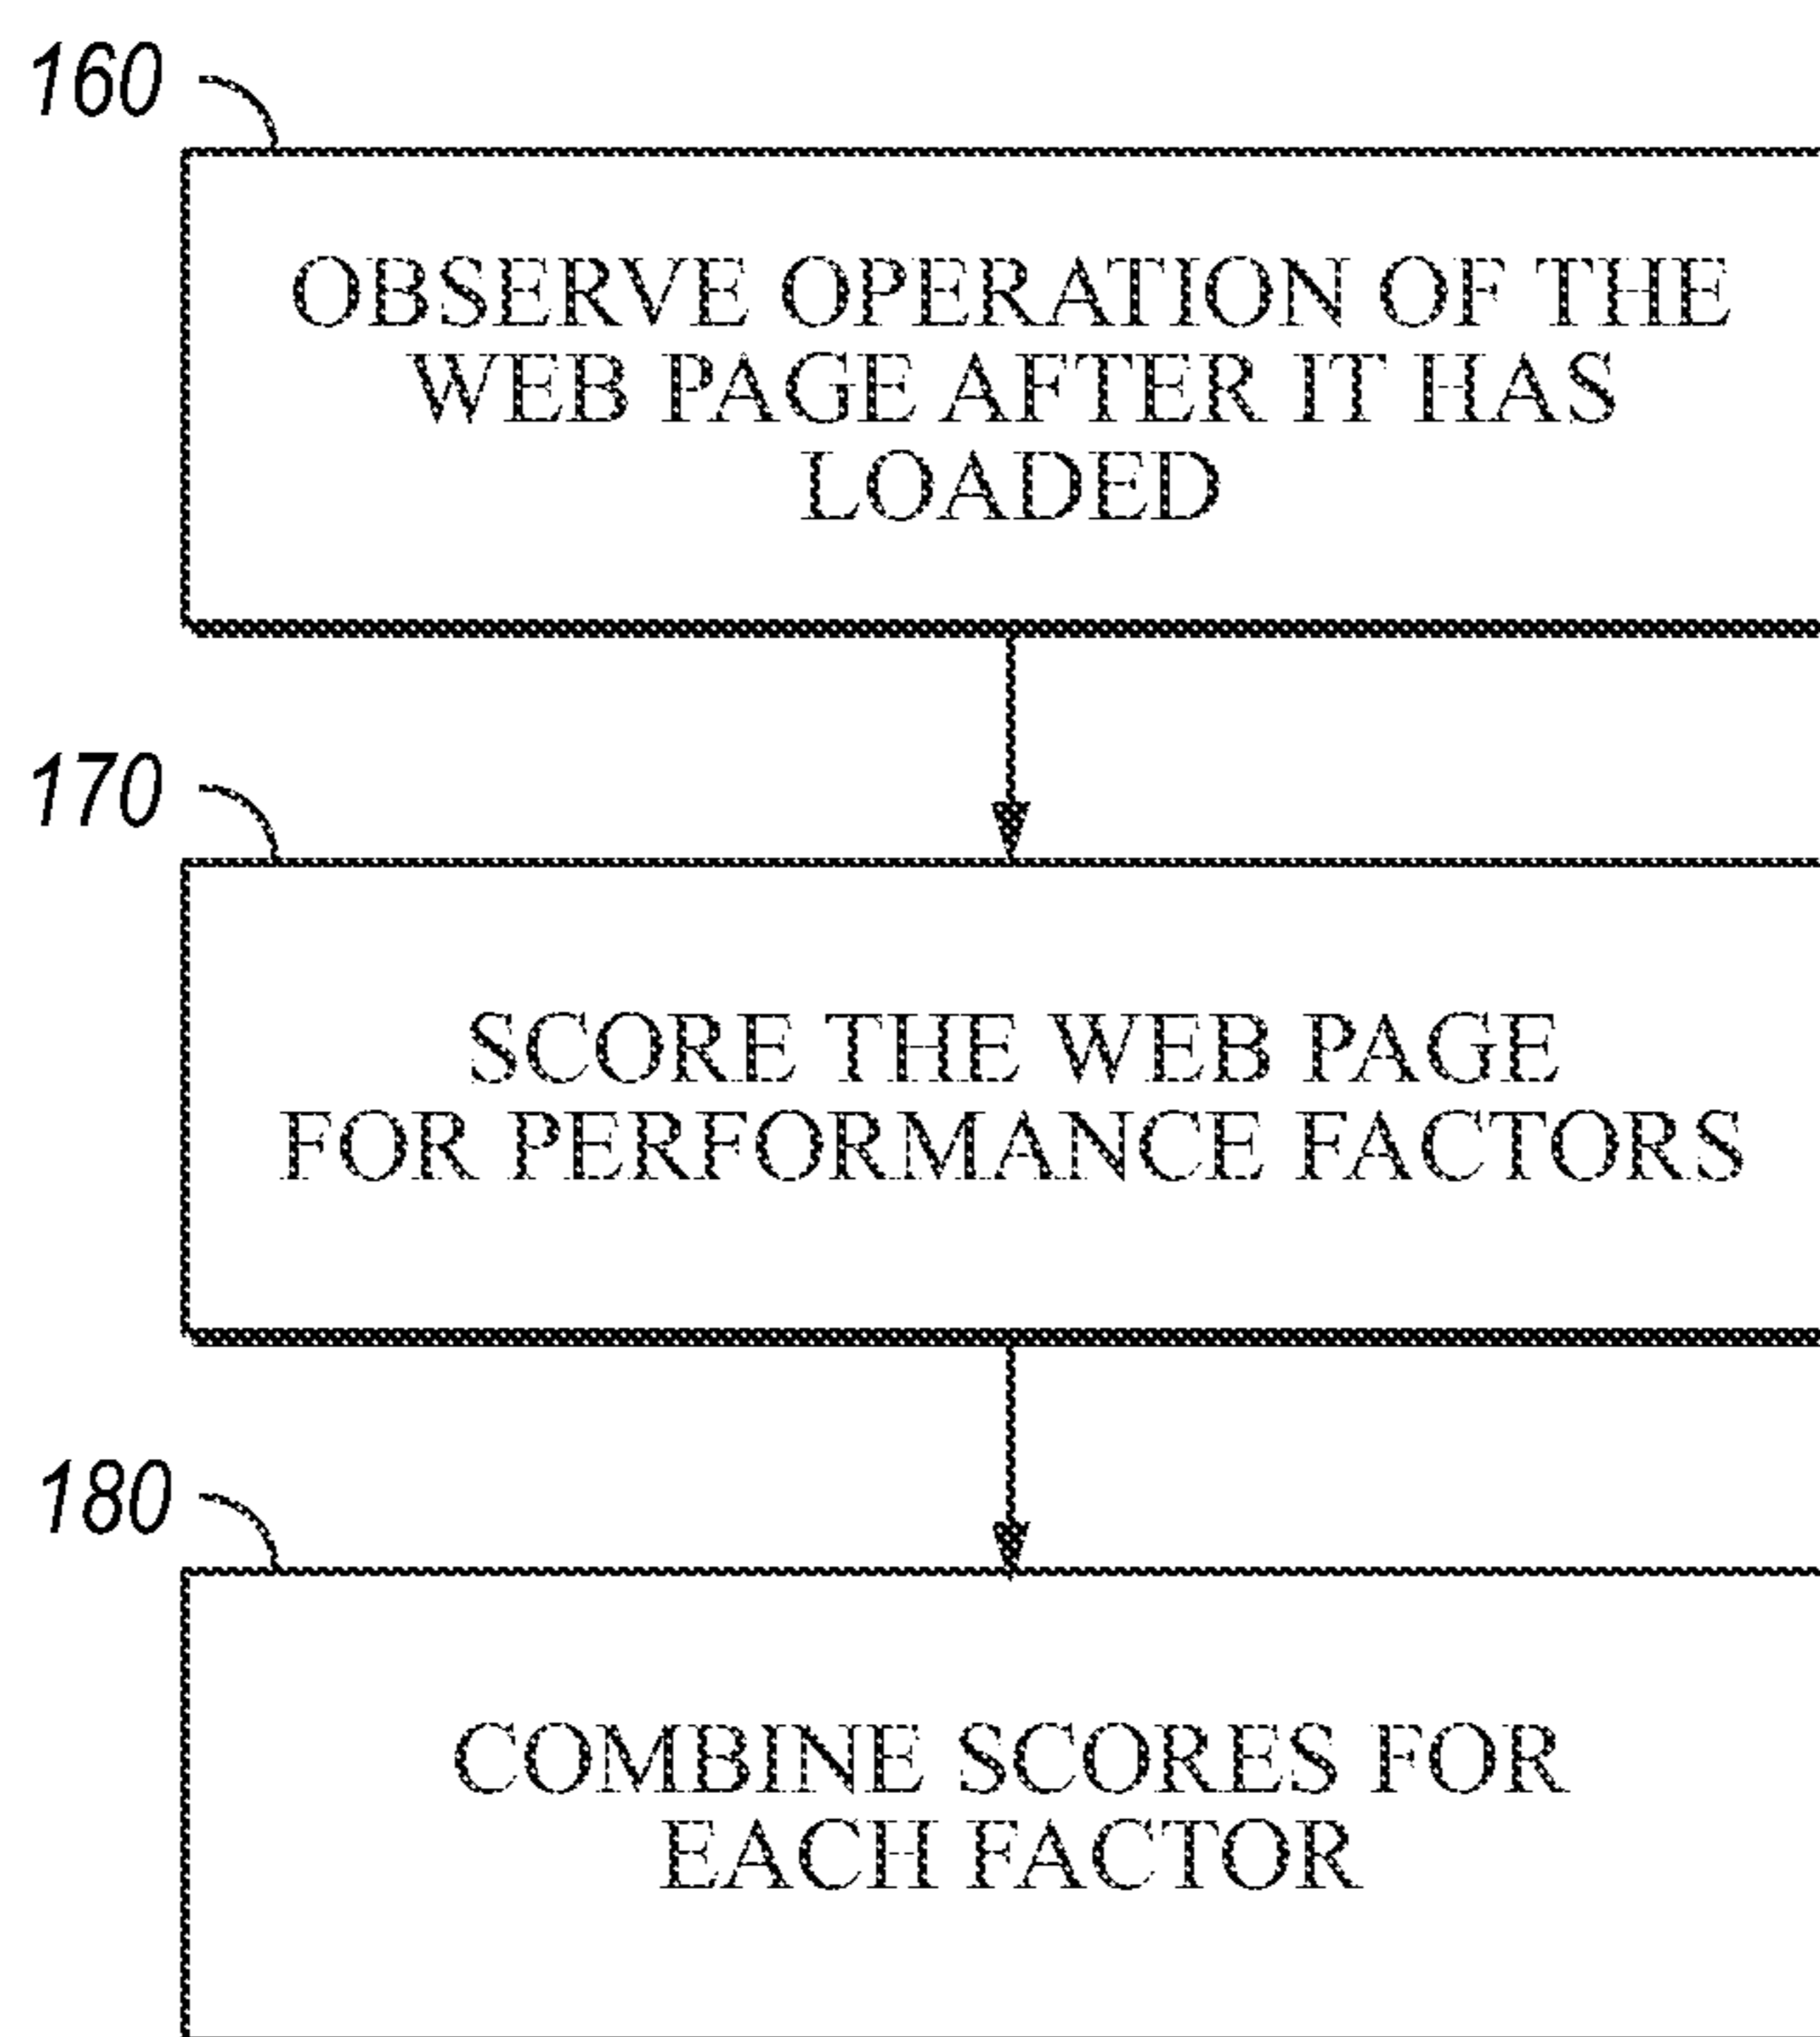 160
OBSERVE OPERATION OF THE
WEB PAGE AFTER IT HAS
LOADED
170
SCORE THE WEB PAGE
FOR PERFORMANCE FACTORS
180
COMBINE SCORES FOR
EACH FACTOR